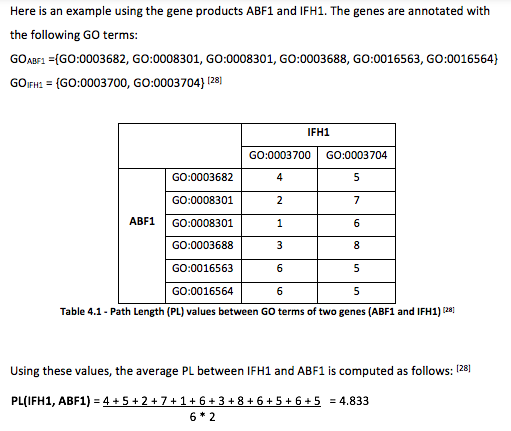 Here is an example using the gene products ABF1 and IFH1. The genes are annotated with
the following GO terms:
GOABF1 ={GO:0003682, GO:0008301, GO:0008301, GO:0003688, GO:0016563, GO:0016564}
GOIFH1 = {GO:0003700, GO:0003704} [28]
IFH1
GO:0003700 GO:0003704
GO:0003682 4 5
GO:0008301 2 7
ABF1 GO:0008301 1 6
GO:0003688 3 8
GO:0016563 6 5
GO:0016564 6 5
Table 4.1 - Path Length (PL) values between GO terms of two genes (ABF1 and IFH1) [28]
Using these values, the average PL between IFH1 and ABF1 is computed as follows: [28]
PL(IFH1, ABF1) = 4 + 5 + 2 + 7 + 1 + 6 + 3 + 8 + 6 + 5 + 6 + 5 = 4.833
6 * 2